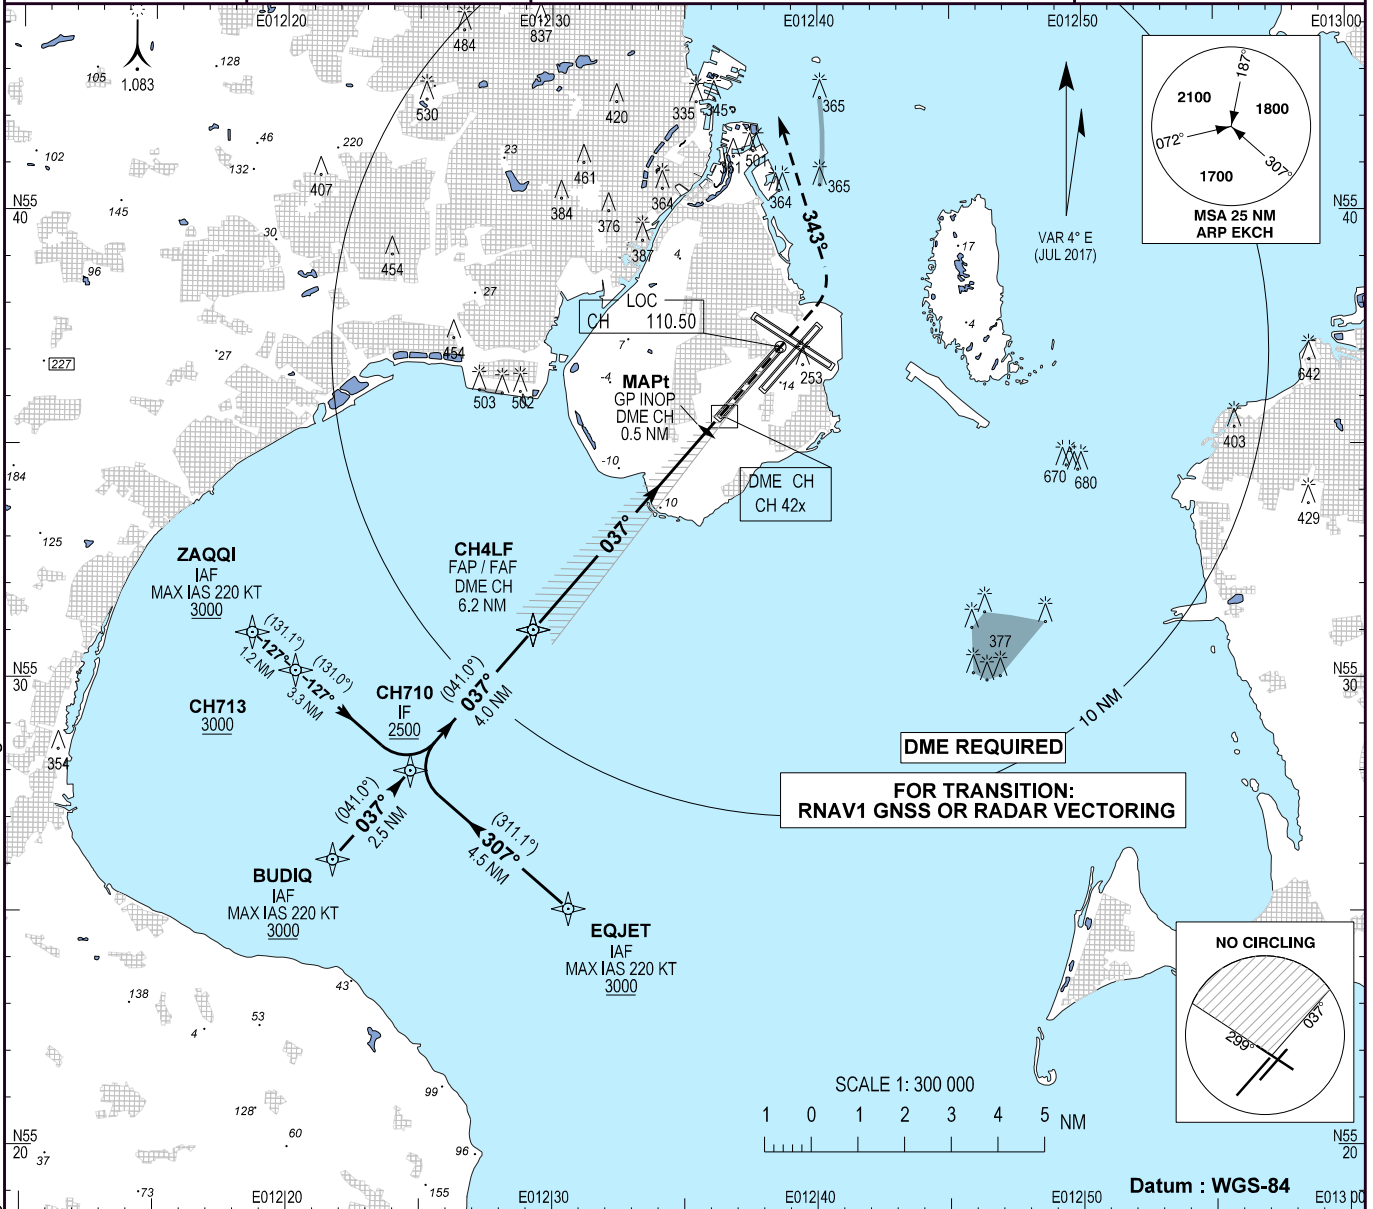 E012 20
E012 30
E012 40
E012 50
E013 00
1.083
105
128
484
837
530
420
335
345
365
187°
2100
1800
072°
307°
1700
MSA 25 NM
ARP EKCH
102
46
132
220
23
407
461
501
384
364
364
365
376
145
30
387
4
454
96
N55
40
N55
40
343°
VAR 4° E
(JUL 2017)
17
4
27
LOC
CH 110.50
27
454
227
7
-4
503
502
MAPt
GP INOP
DME CH
0.5 NM
14
253
642
403
-10
10
DME CH
CH 42x
670
680
429
184
125
037°
CH4LF
FAP / FAF
DME CH
6.2 NM
ZAQQI
IAF
MAX IAS 220 KT
3000
(131.1°)
127°
1.2 NM
(131.0°)
127°
3.3 NM
CH713
3000
CH710
IF
2500
(041.0°)
037°
4.0 NM
377
N55
30
N55
30
10 NM
DME REQUIRED
354
FOR TRANSITION:
RNAV1 GNSS OR RADAR VECTORING
(041.0°)
037°
2.5 NM
(311.1°)
307°
4.5 NM
BUDIQ
IAF
MAX IAS 220 KT
3000
EQJET
IAF
MAX IAS 220 KT
3000
NO CIRCLING
299°
037°
138
43
4
53
99
128
60
96
37
73
155
SCALE 1: 300 000
1 0 1 2 3 4 5 NM
N55
20
N55
20
Datum : WGS-84
E012 20
E012 30
E012 40
E012 50
E013 00